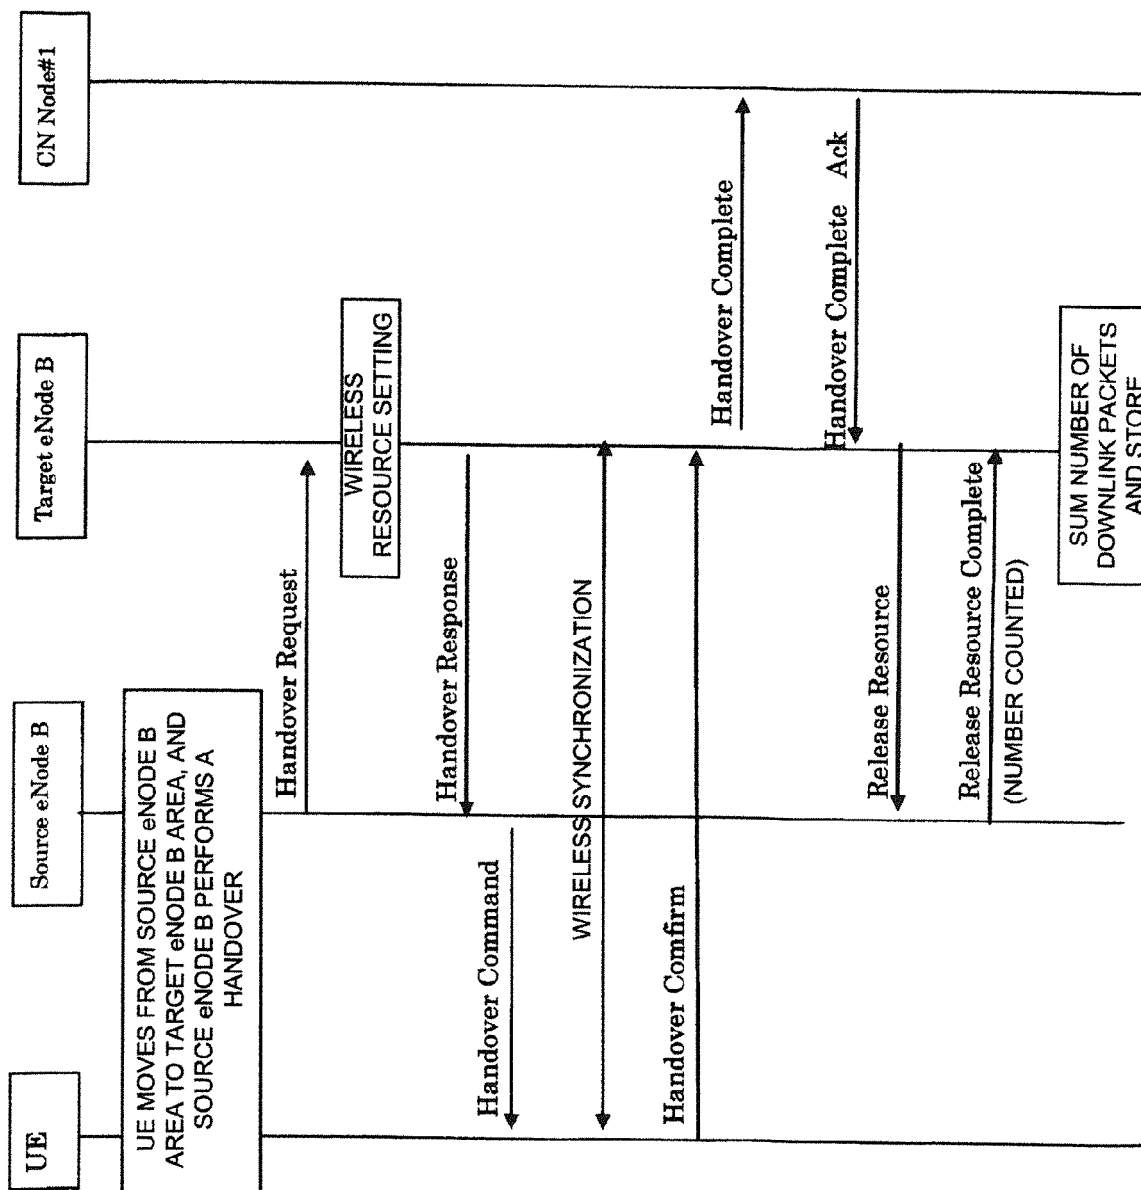 UE
Source eNode B
Target eNode B
CN Node#1
UE MOVES FROM SOURCE eNODE B
AREA TO TARGET eNODE B AREA, AND
SOURCE eNODE B PERFORMS A
HANDOVER
Handover Request
WIRELESS
RESOURCE SETTING
Handover Response
Handover Command
WIRELESS SYNCHRONIZATION
Handover Comfirm
Handover Complete
Handover Complete Ack
Release Resource
Release Resource Complete
(NUMBER COUNTED)
SUM NUMBER OF
DOWNLINK PACKETS
AND STORE